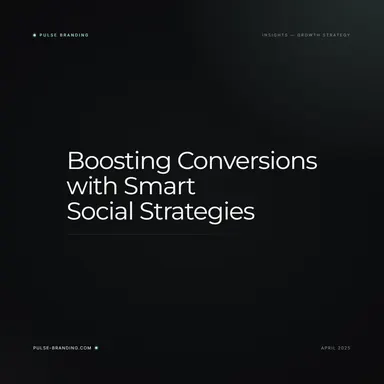 PULSE BRANDING
INSIGHTS — GROWTH STRATEGY
Boosting Conversions
with Smart
Social Strategies
PULSE-BRANDING.COM
APRIL 2025